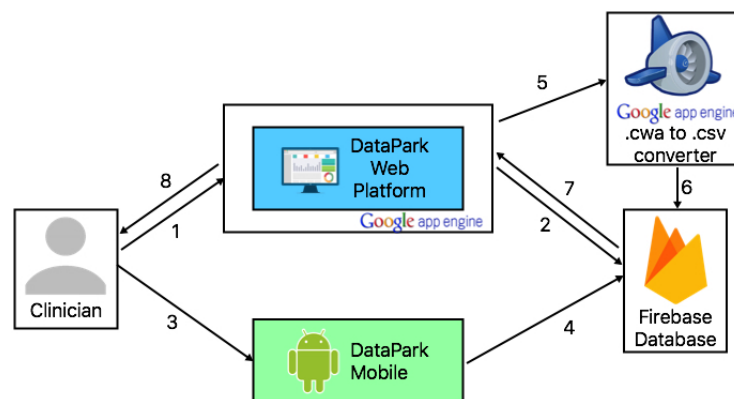 5
Google app engine
.cwa to .csv
converter
DataPark
Web
Platform
Google app engine
8
1
7
2
6
Clinician
3
4
Firebase
Database
DataPark
Mobile